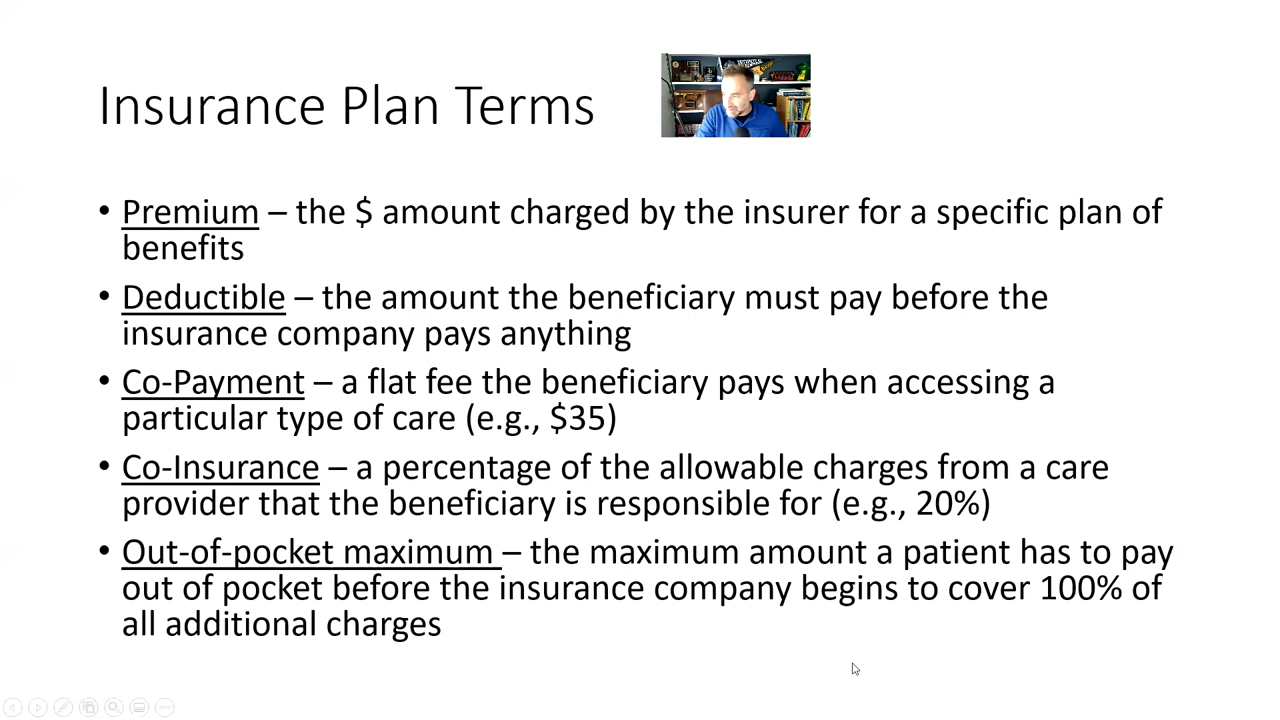 Insurance Plan Terms
• Premium – the $ amount charged by the insurer for a specific plan of
benefits
• Deductible – the amount the beneficiary must pay before the
insurance company pays anything
• Co-Payment – a flat fee the beneficiary pays when accessing a
particular type of care (e.g., $35)
• Co-Insurance – a percentage of the allowable charges from a care
provider that the beneficiary is responsible for (e.g., 20%)
• Out-of-pocket maximum – the maximum amount a patient has to pay
out of pocket before the insurance company begins to cover 100% of
all additional charges